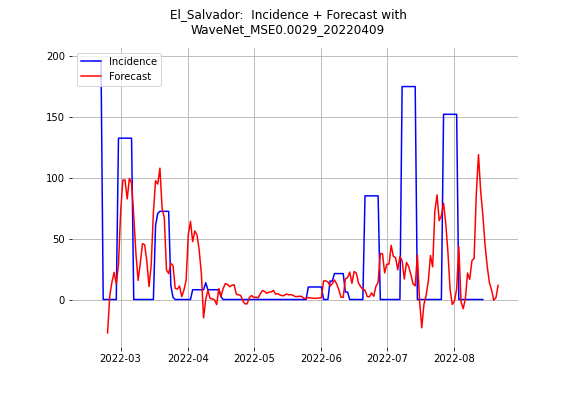 El_Salvador:  Incidence + Forecast with
WaveNet_MSE0.0029_20220409
Incidence
Forecast
200
150
100
50
0
2022-03
2022-04
2022-05
2022-06
2022-07
2022-08